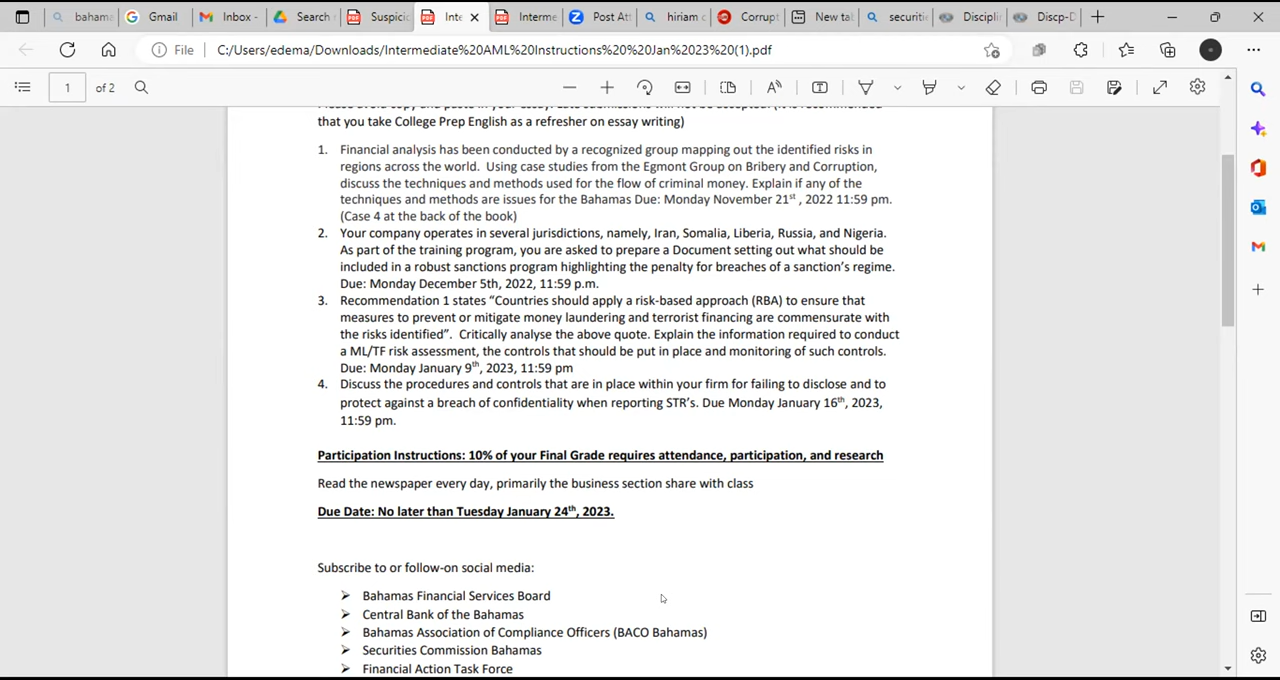 bahama
Gmail
Inbox -
Search
Suspici
Inte
Interme
Post Att
hiriam c
Corrupt
New tal
securiti
Discipli
Discp-D
File
C:/Users/edema/Downloads/Intermediate%20AML%20Instructions%20%20Jan%2023%20(1).pdf
1 of 2
that you take College Prep English as a refresher on essay writing)
1. Financial analysis has been conducted by a recognized group mapping out the identified risks in
regions across the world. Using case studies from the Egmont Group on Bribery and Corruption,
discuss the techniques and methods used for the flow of criminal money. Explain if any of the
techniques and methods are issues for the Bahamas Due: Monday November 21st , 2022 11:59 pm.
(Case 4 at the back of the book)
2. Your company operates in several jurisdictions, namely, Iran, Somalia, Liberia, Russia, and Nigeria.
As part of the training program, you are asked to prepare a Document setting out what should be
included in a robust sanctions program highlighting the penalty for breaches of a sanction's regime.
Due: Monday December 5th, 2022, 11:59 p.m.
3. Recommendation 1 states “Countries should apply a risk-based approach (RBA) to ensure that
measures to prevent or mitigate money laundering and terrorist financing are commensurate with
the risks identified”. Critically analyse the above quote. Explain the information required to conduct
a ML/TF risk assessment, the controls that should be put in place and monitoring of such controls.
Due: Monday January 9th, 2023, 11:59 pm
4. Discuss the procedures and controls that are in place within your firm for failing to disclose and to
protect against a breach of confidentiality when reporting STR's. Due Monday January 16th, 2023,
11:59 pm.
Participation Instructions: 10% of your Final Grade requires attendance, participation, and research
Read the newspaper every day, primarily the business section share with class
Due Date: No later than Tuesday January 24th, 2023.
Subscribe to or follow-on social media:
➢ Bahamas Financial Services Board
➢ Central Bank of the Bahamas
➢ Bahamas Association of Compliance Officers (BACO Bahamas)
➢ Securities Commission Bahamas
➢ Financial Action Task Force